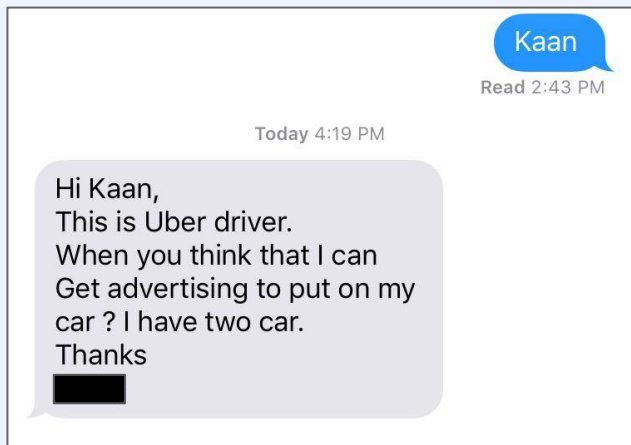 Kaan
Read 2:43 PM
Today 4:19 PM
Hi Kaan,
This is Uber driver.
When you think that I can
Get advertising to put on my
car ? I have two car.
Thanks